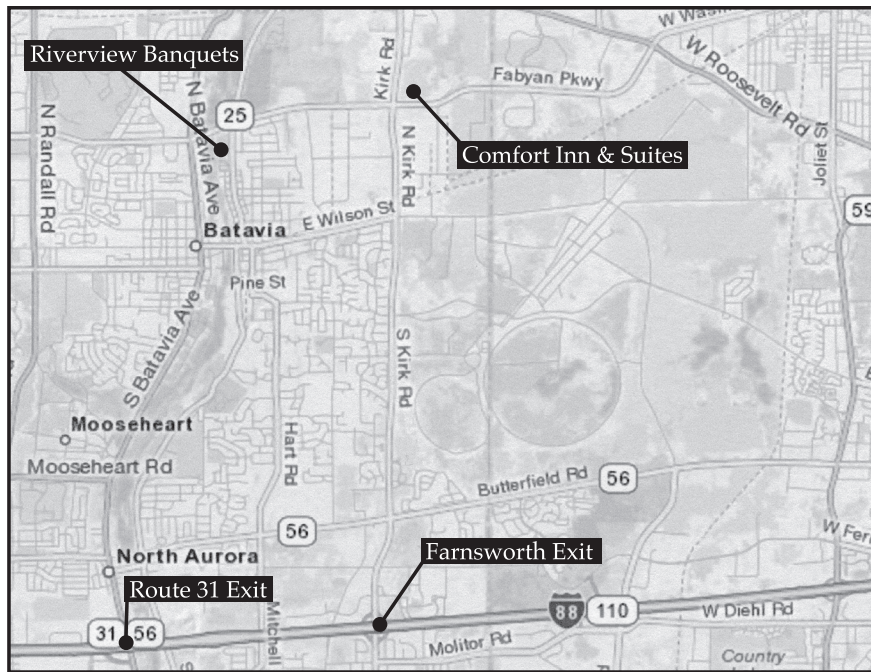 W Was
Riverview Banquets
Kirk Rd
N Batavia Ave
25
Fabyan Pkwy
W Roosevelt Rd
N Randall Rd
Comfort Inn & Suites
N Kirk Rd
Joliet St
E Wilson St
59
Batavia
Pine St
S Batavia Ave
S Kirk Rd
Mooseheart
Mooseheart Rd
Hart Rd
Butterfield Rd
56
56
W Fer
North Aurora
Farnsworth Exit
Route 31 Exit
88
110
W Diehl Rd
31
56
Mitchell
Molitor Rd
Country